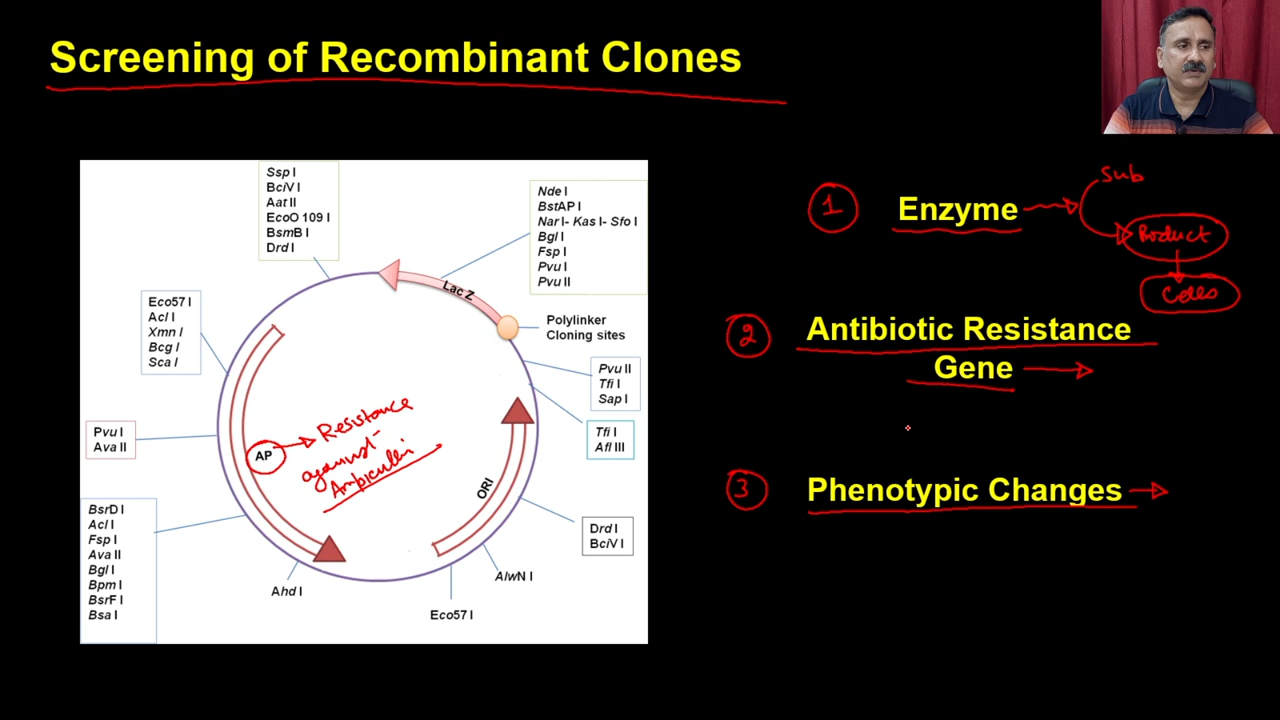 Screening of Recombinant Clones
Ssp I
BciV I
Aat II
EcoO 109 I
BsmB I
Drd I
Nde I
BstAP I
Nar I- Kas I- Sfo I
Bgl I
Fsp I
Pvu I
Pvu II
Lac Z
Polylinker
Cloning sites
Eco57 I
Acl I
Xmn I
Bcg I
Sca I
Pvu II
Tfi I
Sap I
Tfi I
Afl III
Pvu I
Ava II
AP
Resistance
against
Ampicillin
ORI
BsrD I
Acl I
Fsp I
Ava II
Bgl I
Bpm I
BsrF I
Bsa I
Drd I
BciV I
Ahd I
AlwN I
Eco57 I
1
Enzyme
Sub
Product
2
Antibiotic Resistance
Gene
3
Phenotypic Changes